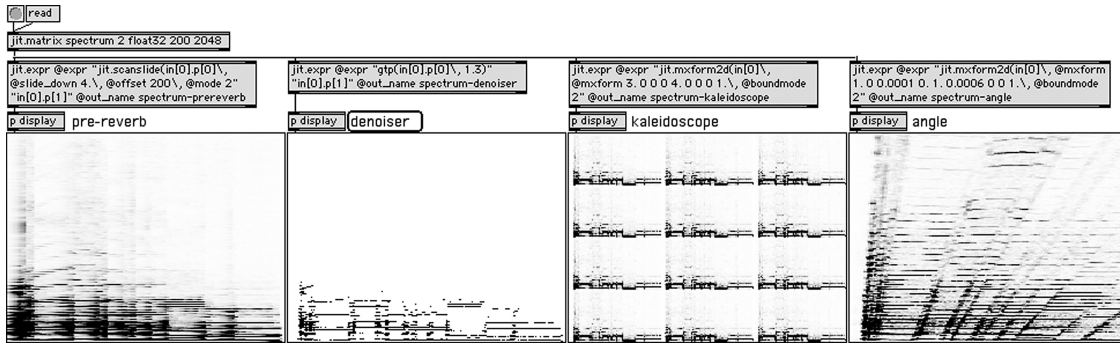 read
jit.matrix spectrum 2 float32 200 2048
jit.expr @expr "jit.scanslide(in[0].p[0]\,
@slide_down 4.\, @offset 200\, @mode 2"
"in[0].p[1]" @out_name spectrum-prereverb
jit.expr @expr "gtp(in[0].p[0]\, 1.3)"
"in[0].p[1]" @out_name spectrum-denoiser
jit.expr @expr "jit.mxform2d(in[0]\,
@mxform 3. 0 0 0 4. 0 0 0 1.\, @boundmode
2" @out_name spectrum-kaleidoscope
jit.expr @expr "jit.mxform2d(in[0]\, @mxform
1. 0 0.0001 0. 1. 0.0006 0 0 1.\, @boundmode
2" @out_name spectrum-angle
p display
pre-reverb
p display
denoiser
p display
kaleidoscope
p display
angle